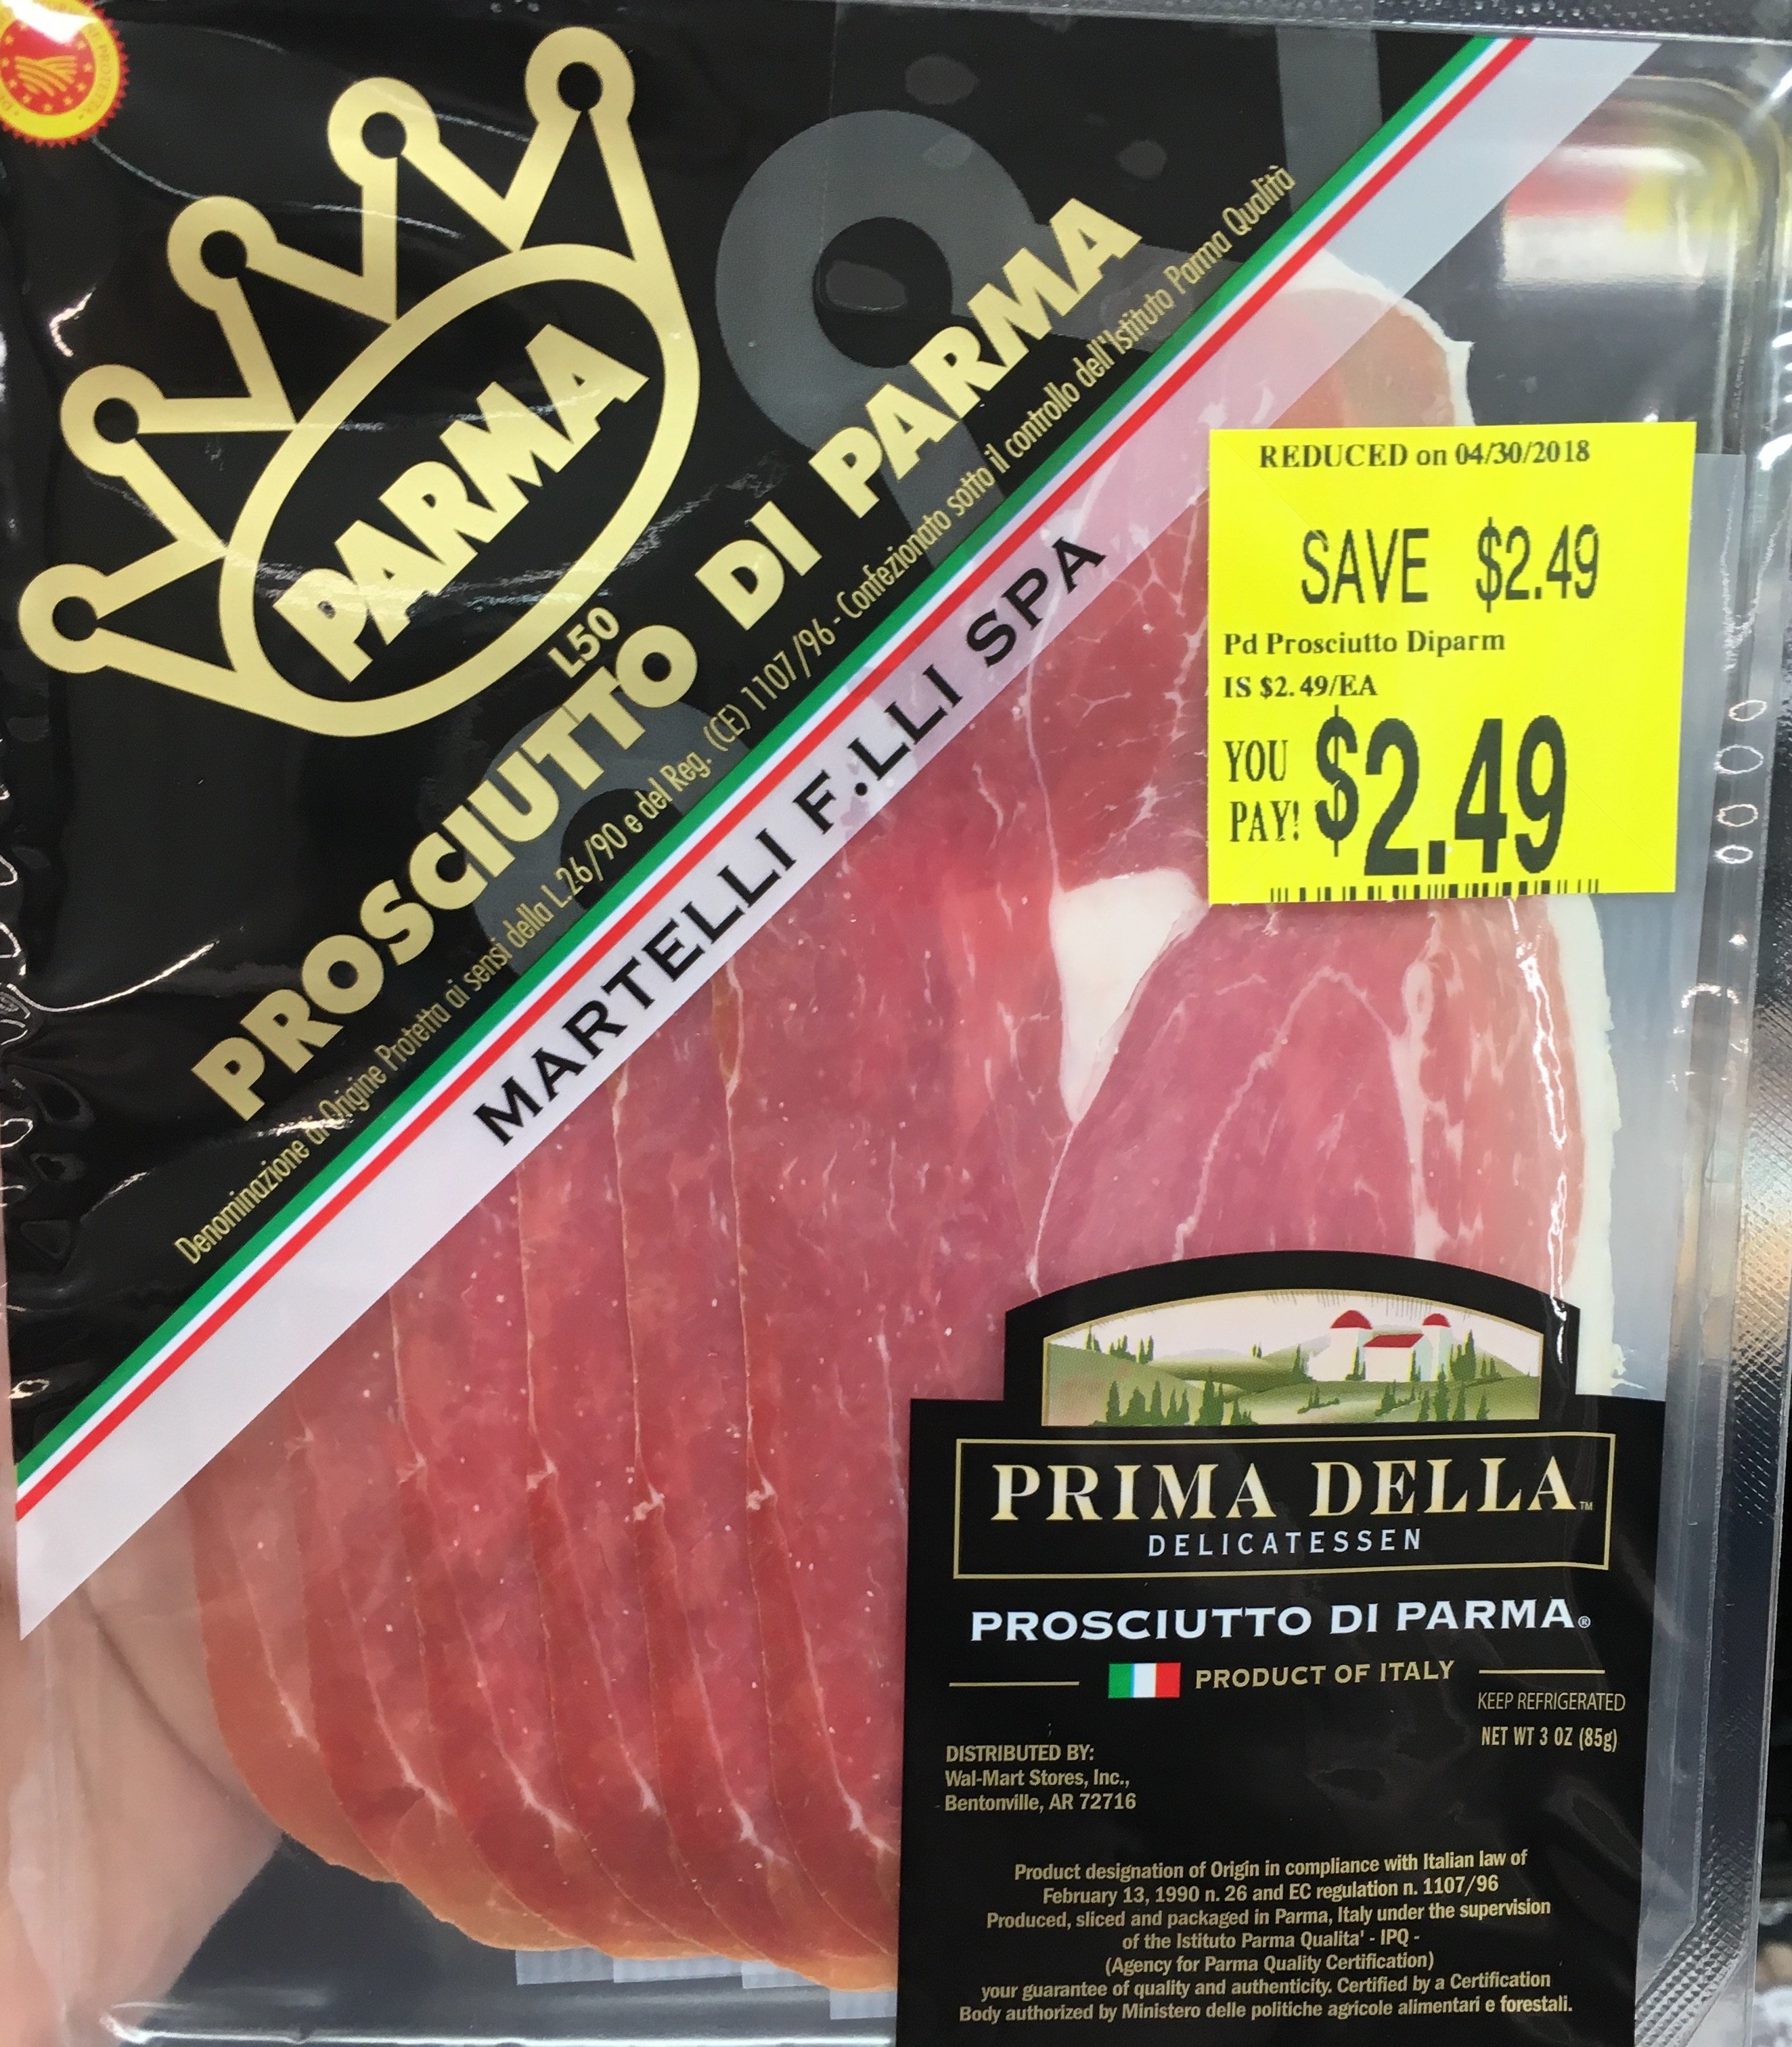 PARMA
L50
PROSCIUTTO DI PARMA
Denominazione di Origine Protetta ai sensi della L.26/90 e del Reg. (CE) 1107/96 - Confezionato sotto il controllo dell'Istituto Parma Qualità
MARTELLI F.LLI SPA
REDUCED on 04/30/2018
SAVE $2.49
Pd Prosciutto Diparm
IS $2.49/EA
YOU PAY! $2.49
PRIMA DELLA™
DELICATESSEN
PROSCIUTTO DI PARMA®
PRODUCT OF ITALY
KEEP REFRIGERATED
NET WT 3 OZ (85g)
DISTRIBUTED BY:
Wal-Mart Stores, Inc.,
Bentonville, AR 72716
Product designation of Origin in compliance with Italian law of
February 13, 1990 n. 26 and EC regulation n. 1107/96
Produced, sliced and packaged in Parma, Italy under the supervision
of the Istituto Parma Qualita' - IPQ -
(Agency for Parma Quality Certification)
your guarantee of quality and authenticity. Certified by a Certification
Body authorized by Ministero delle politiche agricole alimentari e forestali.